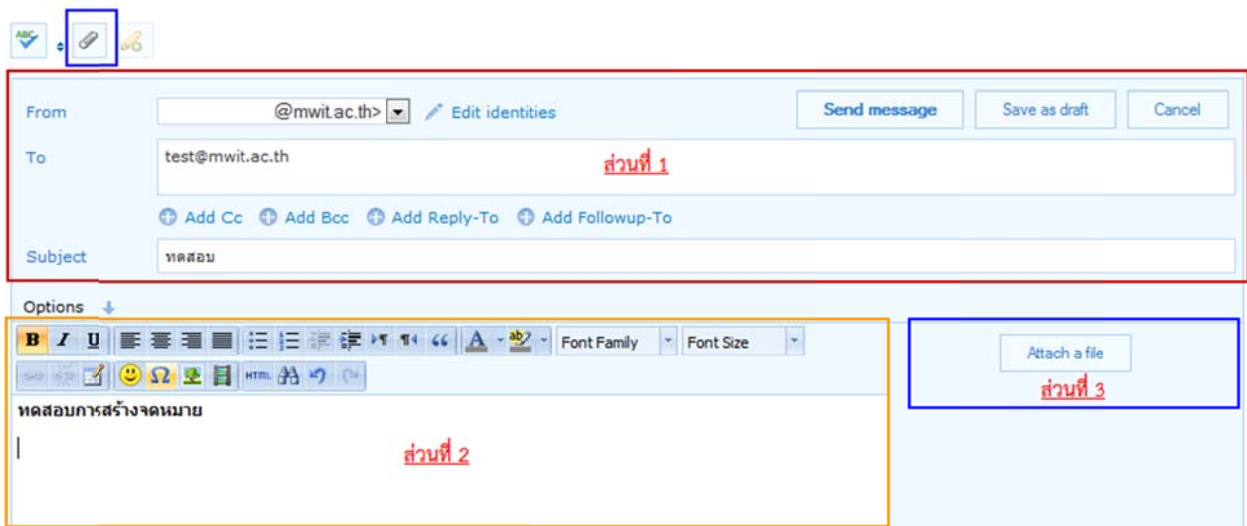 ABC
From @mwit.ac.th> Edit identities Send message Save as draft Cancel
To test@mwit.ac.th ส่วนที่ 1
Add Cc Add Bcc Add Reply-To Add Followup-To
Subject ทดสอบ
Options
B I U A ab Font Family Font Size
Ω HTML Attach a file
ทดสอบการสร้างจดหมาย ส่วนที่ 3
ส่วนที่ 2